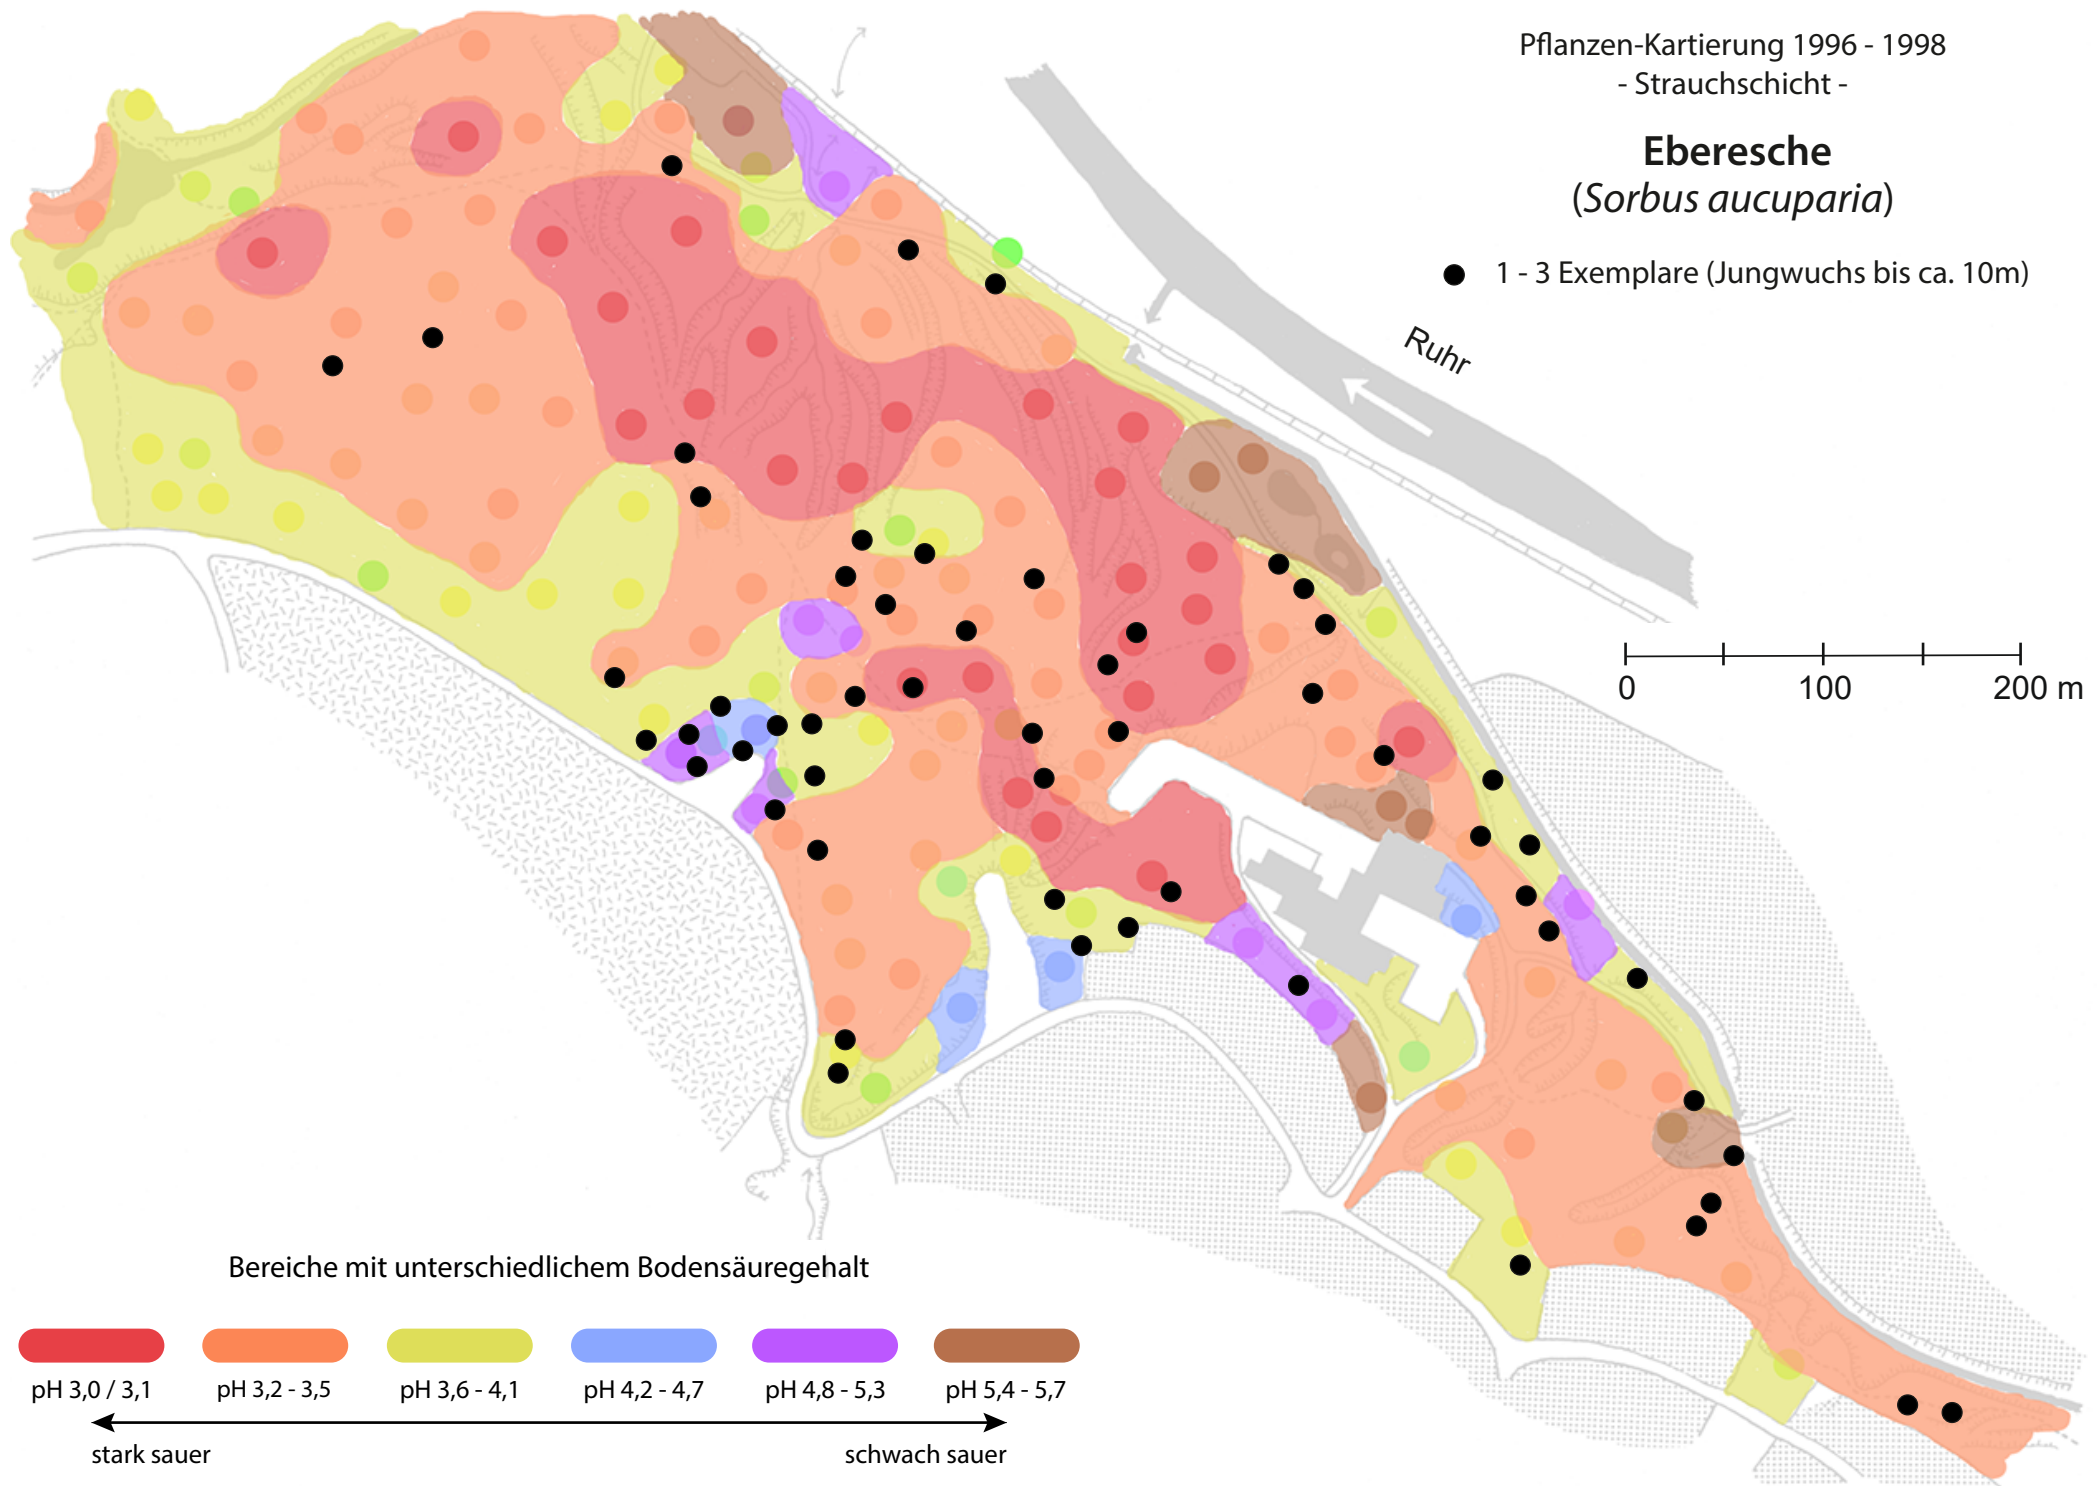 Pflanzen-Kartierung 1996 - 1998
- Strauchschicht -
Eberesche
(Sorbus aucuparia)
1 - 3 Exemplare (Jungwuchs bis ca. 10m)
Ruhr
0 100 200 m
Bereiche mit unterschiedlichem Bodensäuregehalt
pH 3,0 / 3,1 pH 3,2 - 3,5 pH 3,6 - 4,1 pH 4,2 - 4,7 pH 4,8 - 5,3 pH 5,4 - 5,7
stark sauer schwach sauer